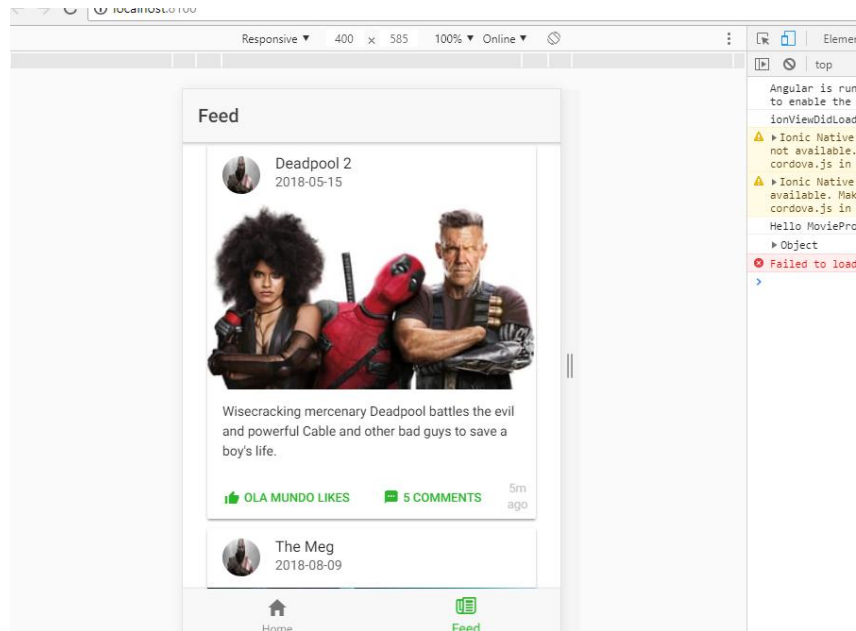 localhost:8100
Responsive ▼ 400 x 585 100% ▼ Online ▼
Elemen
top
Feed
Deadpool 2
2018-05-15
Wisecracking mercenary Deadpool battles the evil
and powerful Cable and other bad guys to save a
boy's life.
OLA MUNDO LIKES
5 COMMENTS
5m
ago
The Meg
2018-08-09
Home
Feed
Angular is run
to enable the
ionViewDidLoad
Ionic Native
not available.
cordova.js in
Ionic Native
available. Mak
cordova.js in
Hello MoviePro
Object
Failed to load